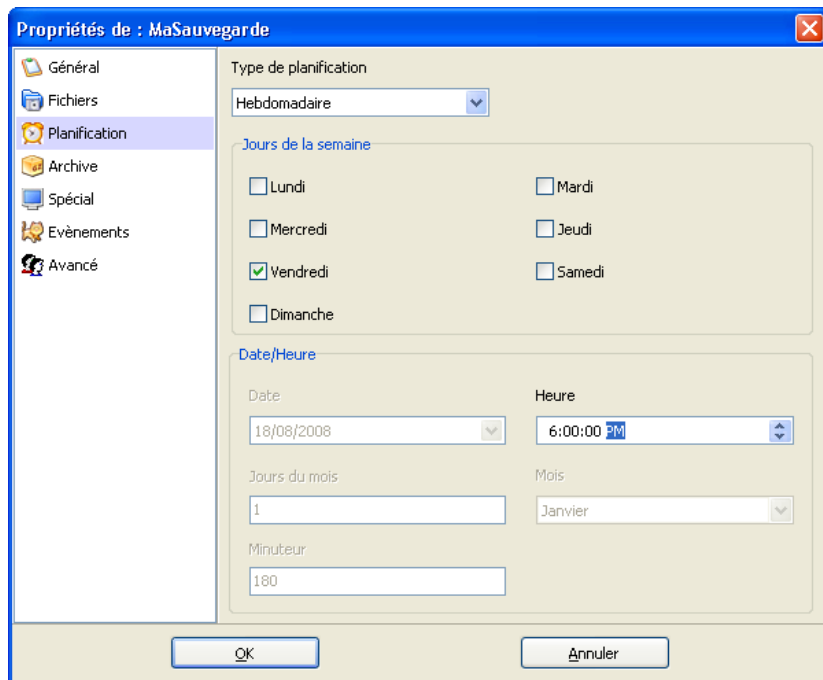 Propriétés de : MaSauvegarde
Général
Fichiers
Planification
Archive
Spécial
Evènements
Avancé
Type de planification
Hebdomadaire
Jours de la semaine
Lundi
Mardi
Mercredi
Jeudi
Vendredi
Samedi
Dimanche
Date/Heure
Date
Heure
18/08/2008
6:00:00 PM
Jours du mois
Mois
1
Janvier
Minuteur
180
OK
Annuler